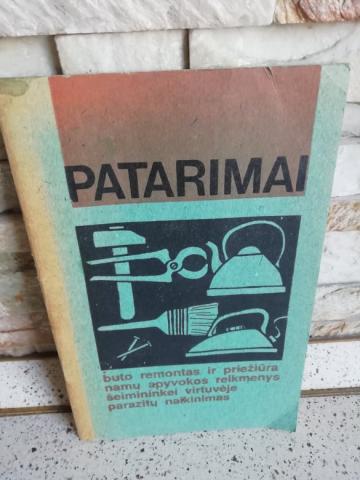 PATARIMAI
buto remontas ir priežiūra
namų apyvokos reikmenys
šeimininkei virtuvėje
parazitų naikinimas